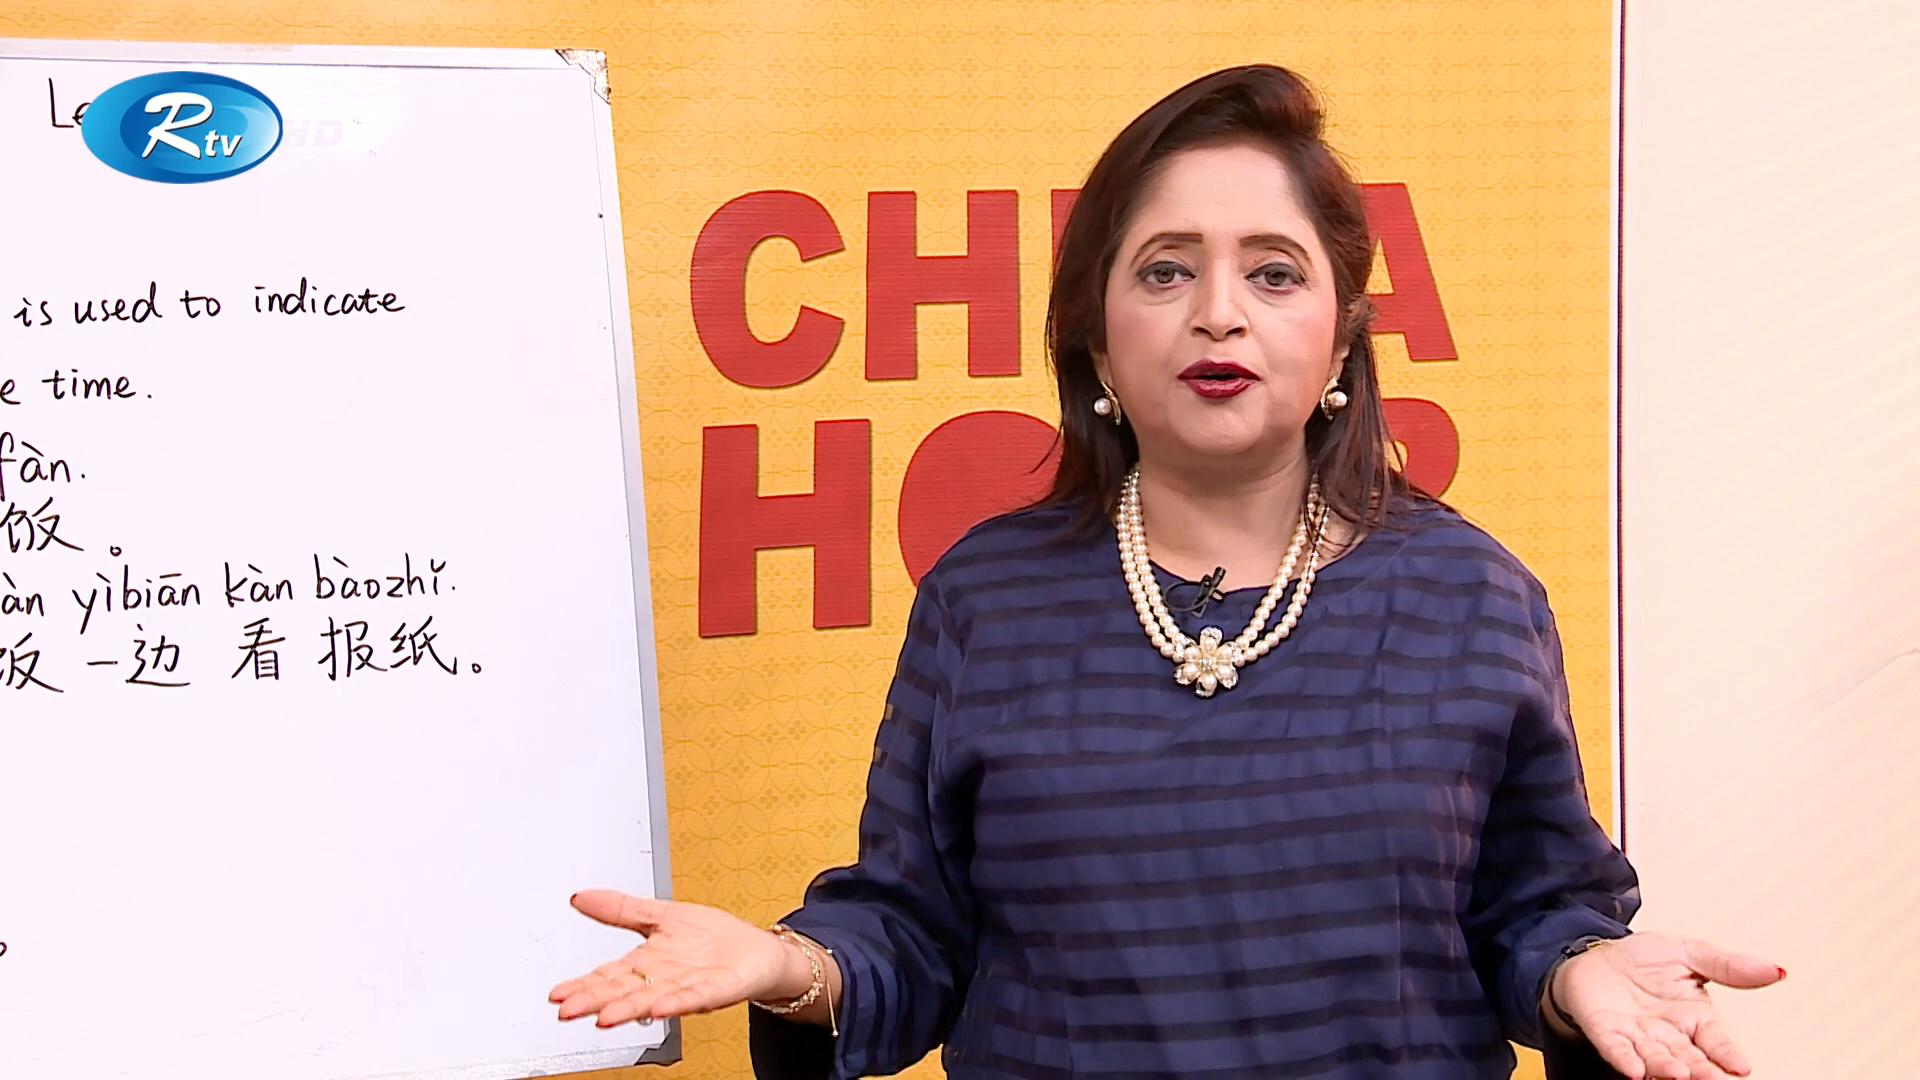 Rtv
HD
CH A
HO R
is used to indicate
time.
fàn.
饭。
yìbiān kàn bàozhǐ.
饭 一边 看 报纸。